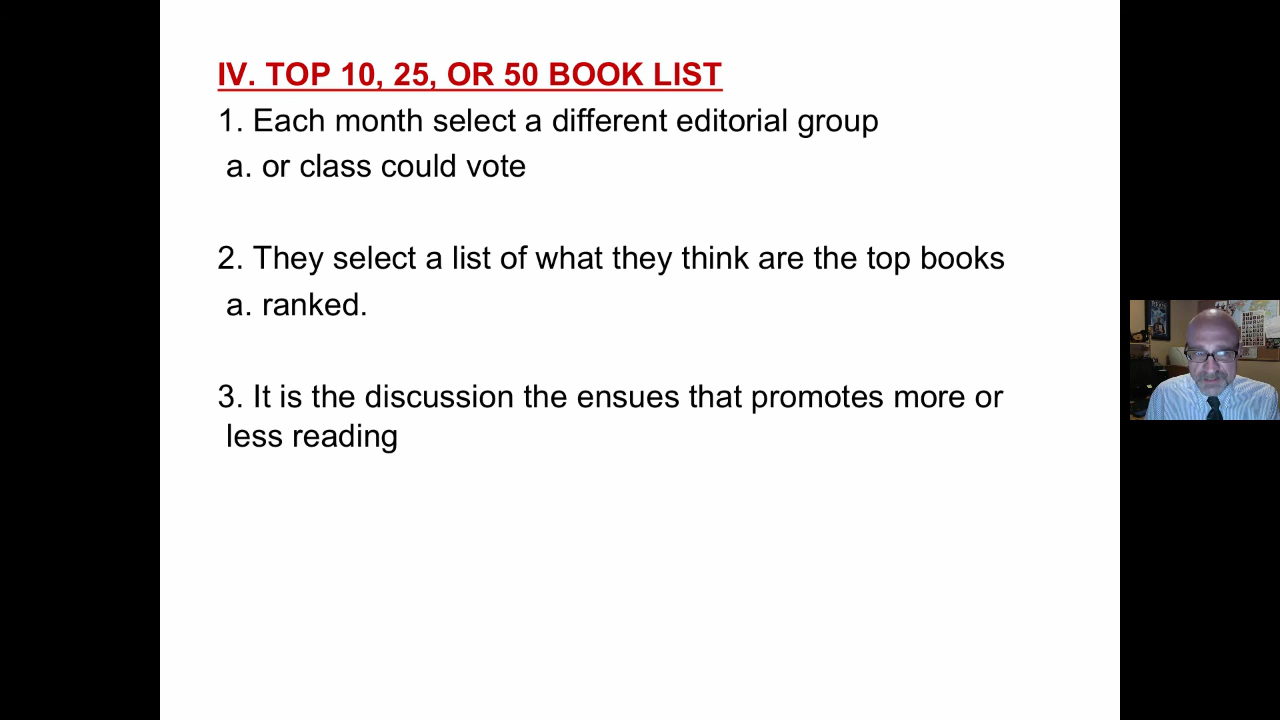 IV. TOP 10, 25, OR 50 BOOK LIST
1. Each month select a different editorial group
a. or class could vote
2. They select a list of what they think are the top books
a. ranked.
3. It is the discussion the ensues that promotes more or
less reading